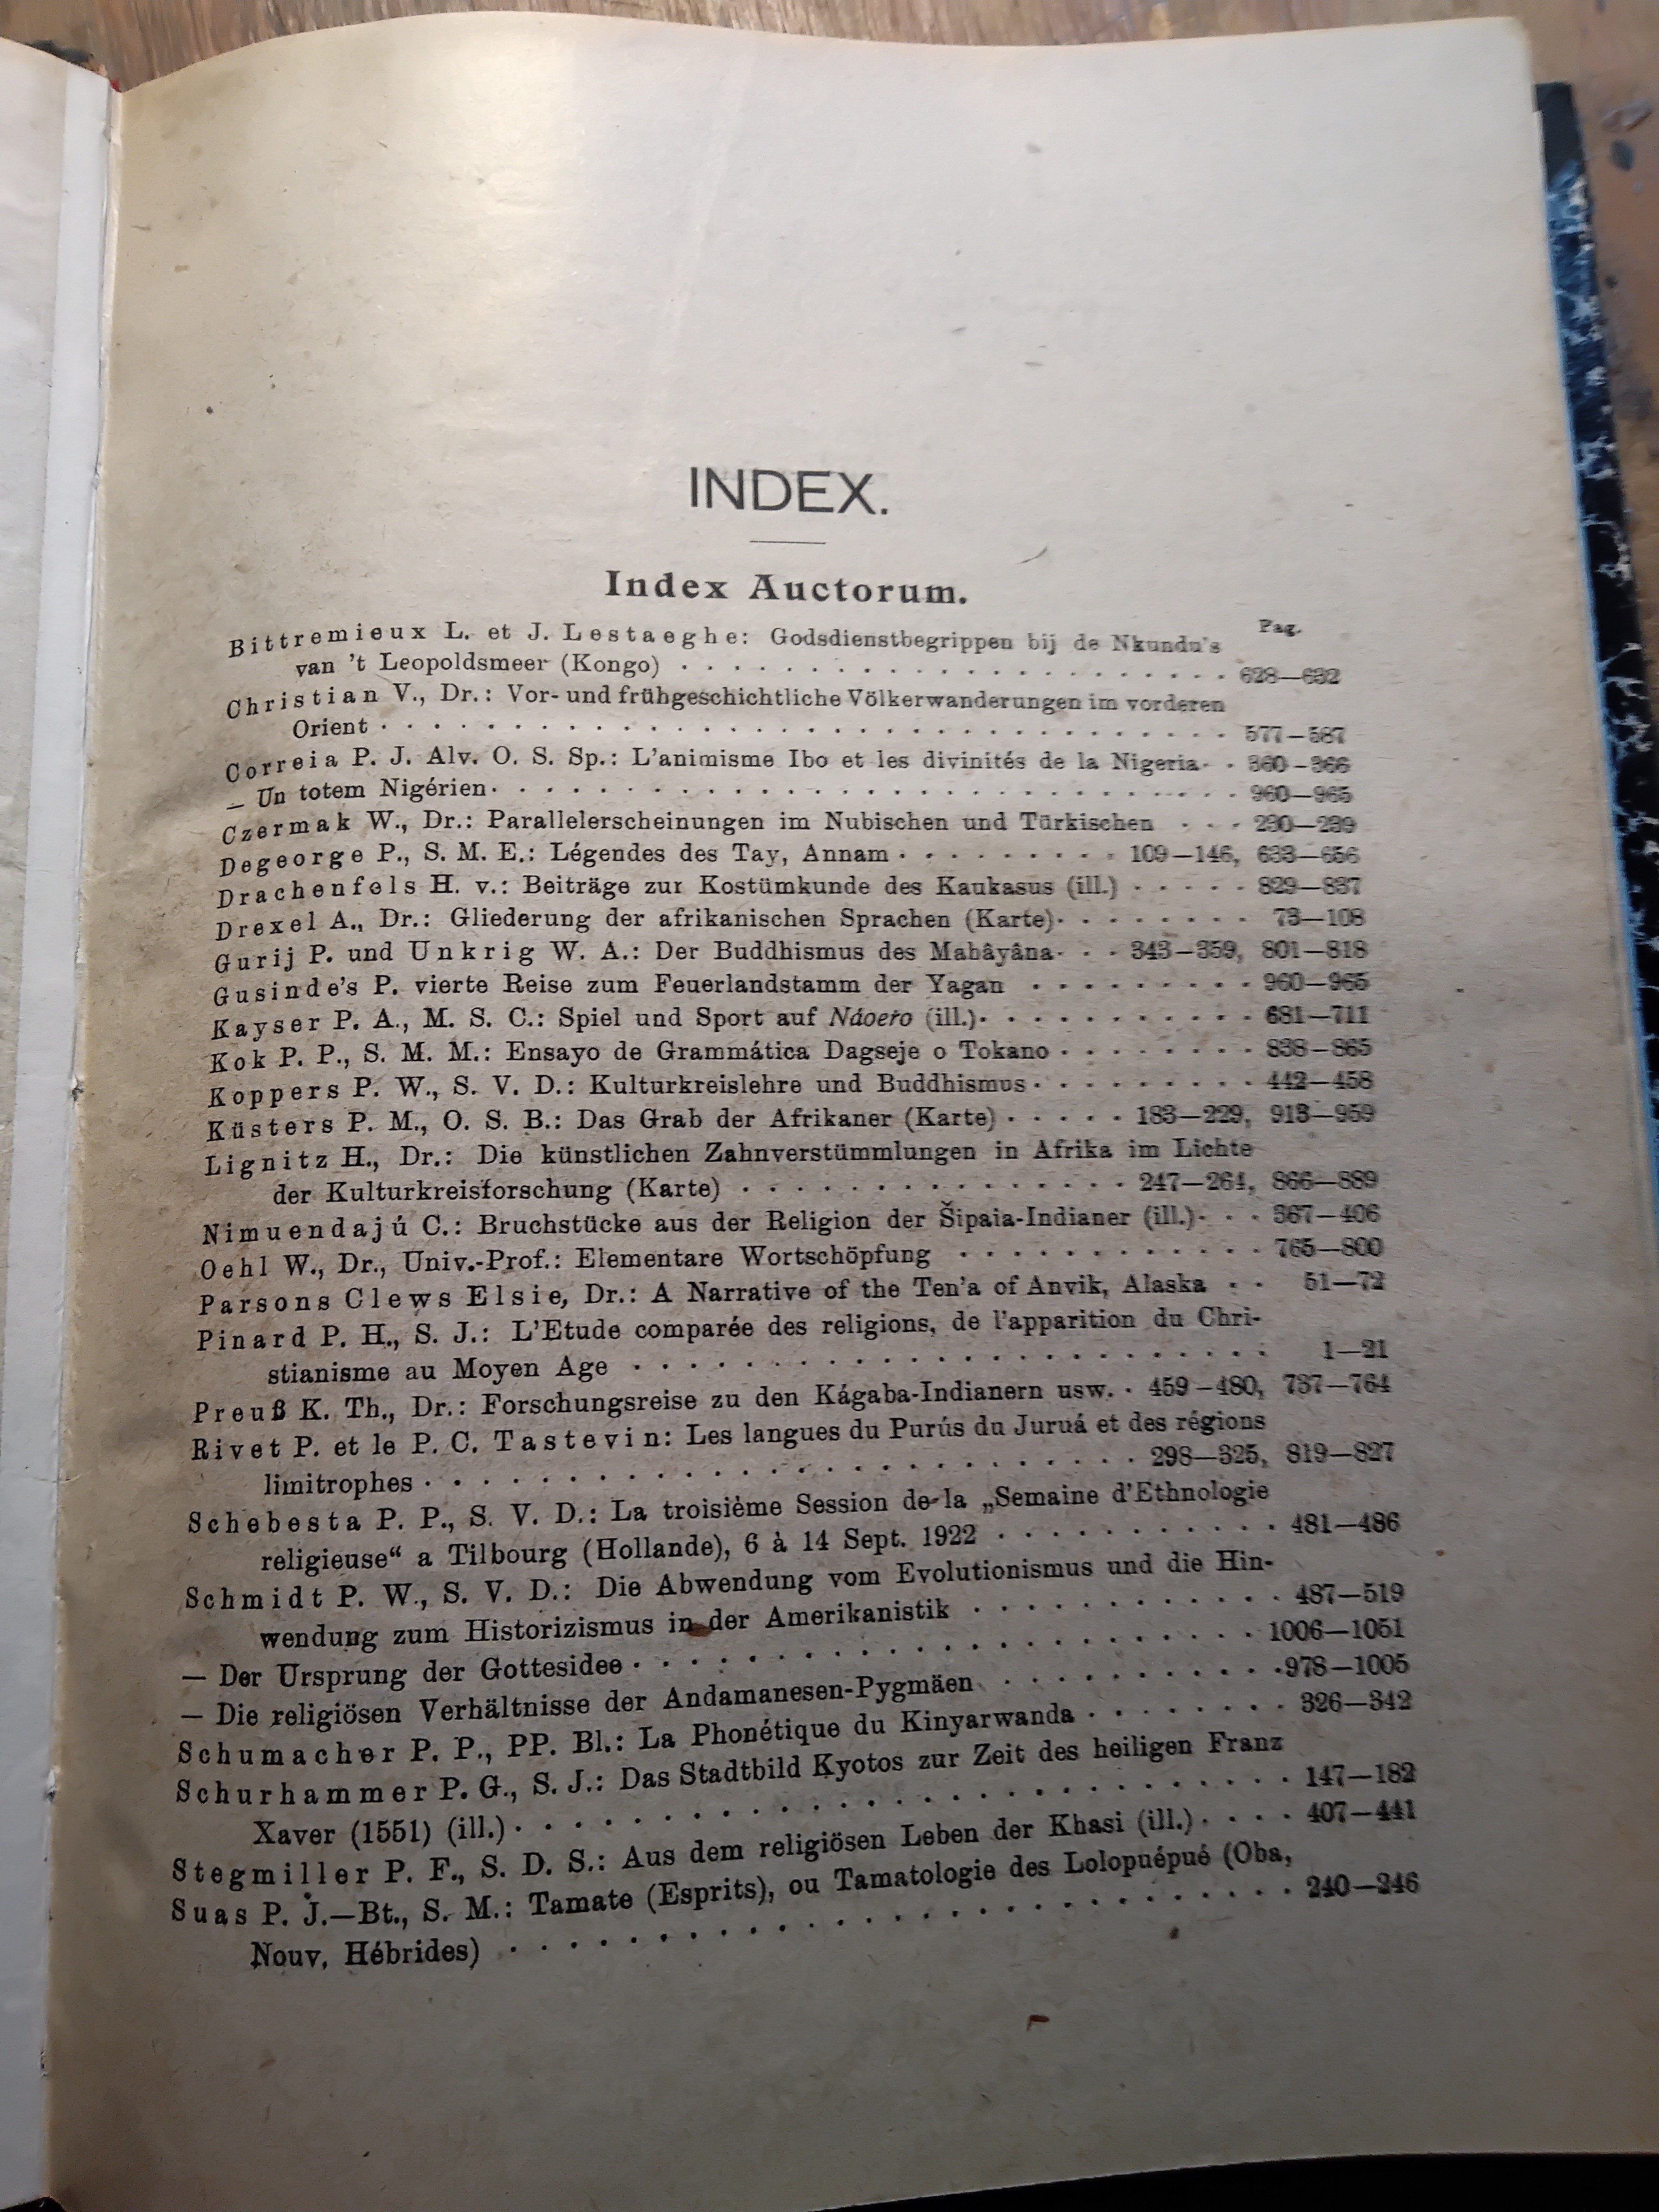 INDEX.
Index Auctorum.
Pag.
Bittremieux L. et J. Lestaeghe: Godsdienstbegrippen bij de Nkundu's
van 't Leopoldsmeer (Kongo) . . . . . . . . . . . . . . . . . . . 628—632
Christian V., Dr.: Vor- und frühgeschichtliche Völkerwanderungen im vorderen
Orient . . . . . . . . . . . . . . . . . . . . . . . . . . . . 577—587
Correia P. J. Alv. O. S. Sp.: L'animisme Ibo et les divinités de la Nigeria . . 360—366
— Un totem Nigérien . . . . . . . . . . . . . . . . . . . . . . . . . 960—965
Czermak W., Dr.: Parallelerscheinungen im Nubischen und Türkischen . . . 230—239
Degeorge P., S. M. E.: Légendes des Tay, Annam . . . . . . . . 109—146, 633—656
Drachenfels H. v.: Beiträge zur Kostümkunde des Kaukasus (ill.) . . . . . 829—837
Drexel A., Dr.: Gliederung der afrikanischen Sprachen (Karte) . . . . . . . 73—108
Gurij P. und Unkrig W. A.: Der Buddhismus des Mahâyâna . . . 343—359, 801—818
Gusinde's P. vierte Reise zum Feuerlandstamm der Yagan . . . . . . . . . 960—965
Kayser P. A., M. S. C.: Spiel und Sport auf Náoeřo (ill.) . . . . . . . . . . 681—711
Kok P. P., S. M. M.: Ensayo de Grammática Dagseje o Tokano . . . . . . . . 838—865
Koppers P. W., S. V. D.: Kulturkreislehre und Buddhismus . . . . . . . . . 442—458
Küsters P. M., O. S. B.: Das Grab der Afrikaner (Karte) . . . . . 183—229, 913—959
Lignitz H., Dr.: Die künstlichen Zahnverstümmlungen in Afrika im Lichte
der Kulturkreisforschung (Karte) . . . . . . . . . . . . . . 247—264, 866—889
Nimuendajú C.: Bruchstücke aus der Religion der Šipaia-Indianer (ill.) . . . 367—406
Oehl W., Dr., Univ.-Prof.: Elementare Wortschöpfung . . . . . . . . . . . 765—800
Parsons Clews Elsie, Dr.: A Narrative of the Ten'a of Anvik, Alaska . . 51—72
Pinard P. H., S. J.: L'Etude comparée des religions, de l'apparition du Chri-
stianisme au Moyen Age . . . . . . . . . . . . . . . . . . . . . . 1—21
Preuß K. Th., Dr.: Forschungsreise zu den Kágaba-Indianern usw. . 459—480, 737—764
Rivet P. et le P. C. Tastevin: Les langues du Purús du Juruá et des régions
limitrophes . . . . . . . . . . . . . . . . . . . . . . . . 298—325, 819—827
Schebesta P. P., S. V. D.: La troisième Session de la „Semaine d'Ethnologie
religieuse“ a Tilbourg (Hollande), 6 à 14 Sept. 1922 . . . . . . . . . . 481—486
Schmidt P. W., S. V. D.: Die Abwendung vom Evolutionismus und die Hin-
wendung zum Historizismus in der Amerikanistik . . . . . . . . . . . 487—519
— Der Ursprung der Gottesidee . . . . . . . . . . . . . . . . . . . . 1006—1051
— Die religiösen Verhältnisse der Andamanesen-Pygmäen . . . . . . . . . . 978—1005
Schumacher P. P., PP. Bl.: La Phonétique du Kinyarwanda . . . . . . . . 326—342
Schurhammer P. G., S. J.: Das Stadtbild Kyotos zur Zeit des heiligen Franz
Xaver (1551) (ill.) . . . . . . . . . . . . . . . . . . . . . . . . . 147—182
Stegmiller P. F., S. D. S.: Aus dem religiösen Leben der Khasi (ill.) . . . . 407—441
Suas P. J.—Bt., S. M.: Tamate (Esprits), ou Tamatologie des Lolopuépué (Oba,
Nouv. Hébrides) . . . . . . . . . . . . . . . . . . . . . . . . . . 240—246